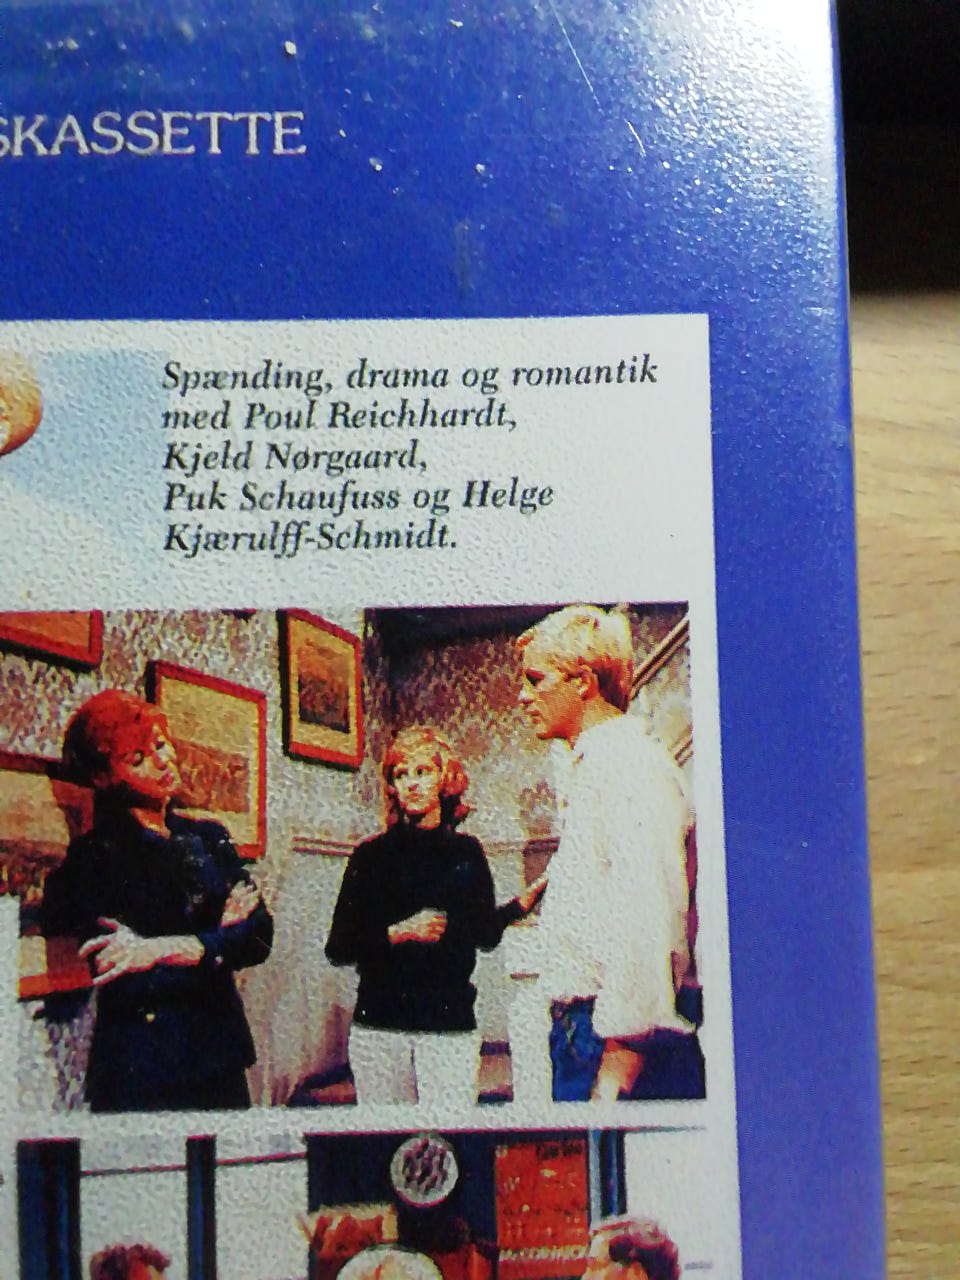 SKASSETTE
Spænding, drama og romantik
med Poul Reichhardt,
Kjeld Nørgaard,
Puk Schaufuss og Helge
Kjærulff-Schmidt.